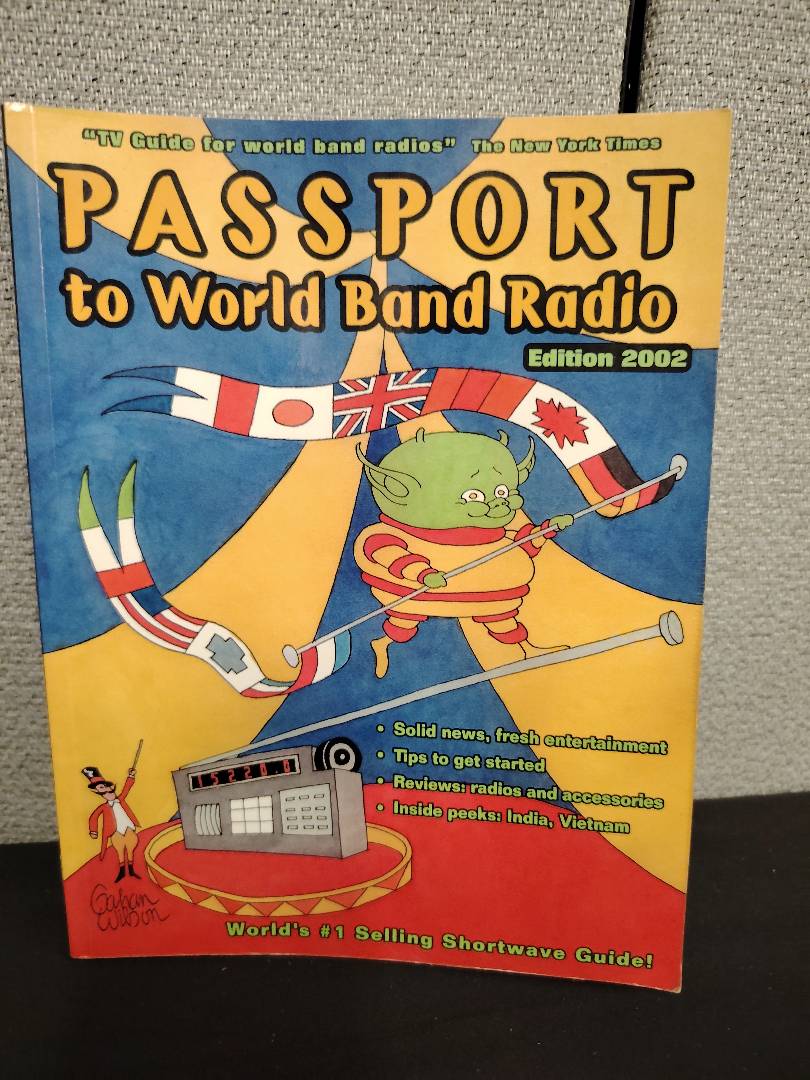 "TV Guide for world band radios" The New York Times
PASSPORT
to World Band Radio
Edition 2002
• Solid news, fresh entertainment
• Tips to get started
• Reviews: radios and accessories
• Inside peeks: India, Vietnam
15220.0
Gahan
Wilson
World's #1 Selling Shortwave Guide!